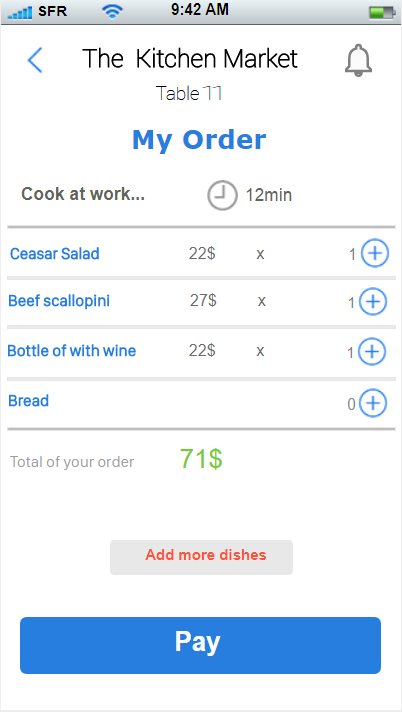 SFR 9:42 AM
The Kitchen Market
Table 11
My Order
Cook at work... 12min
Ceasar Salad 22$ x 1
Beef scallopini 27$ x 1
Bottle of with wine 22$ x 1
Bread 0
Total of your order 71$
Add more dishes
Pay